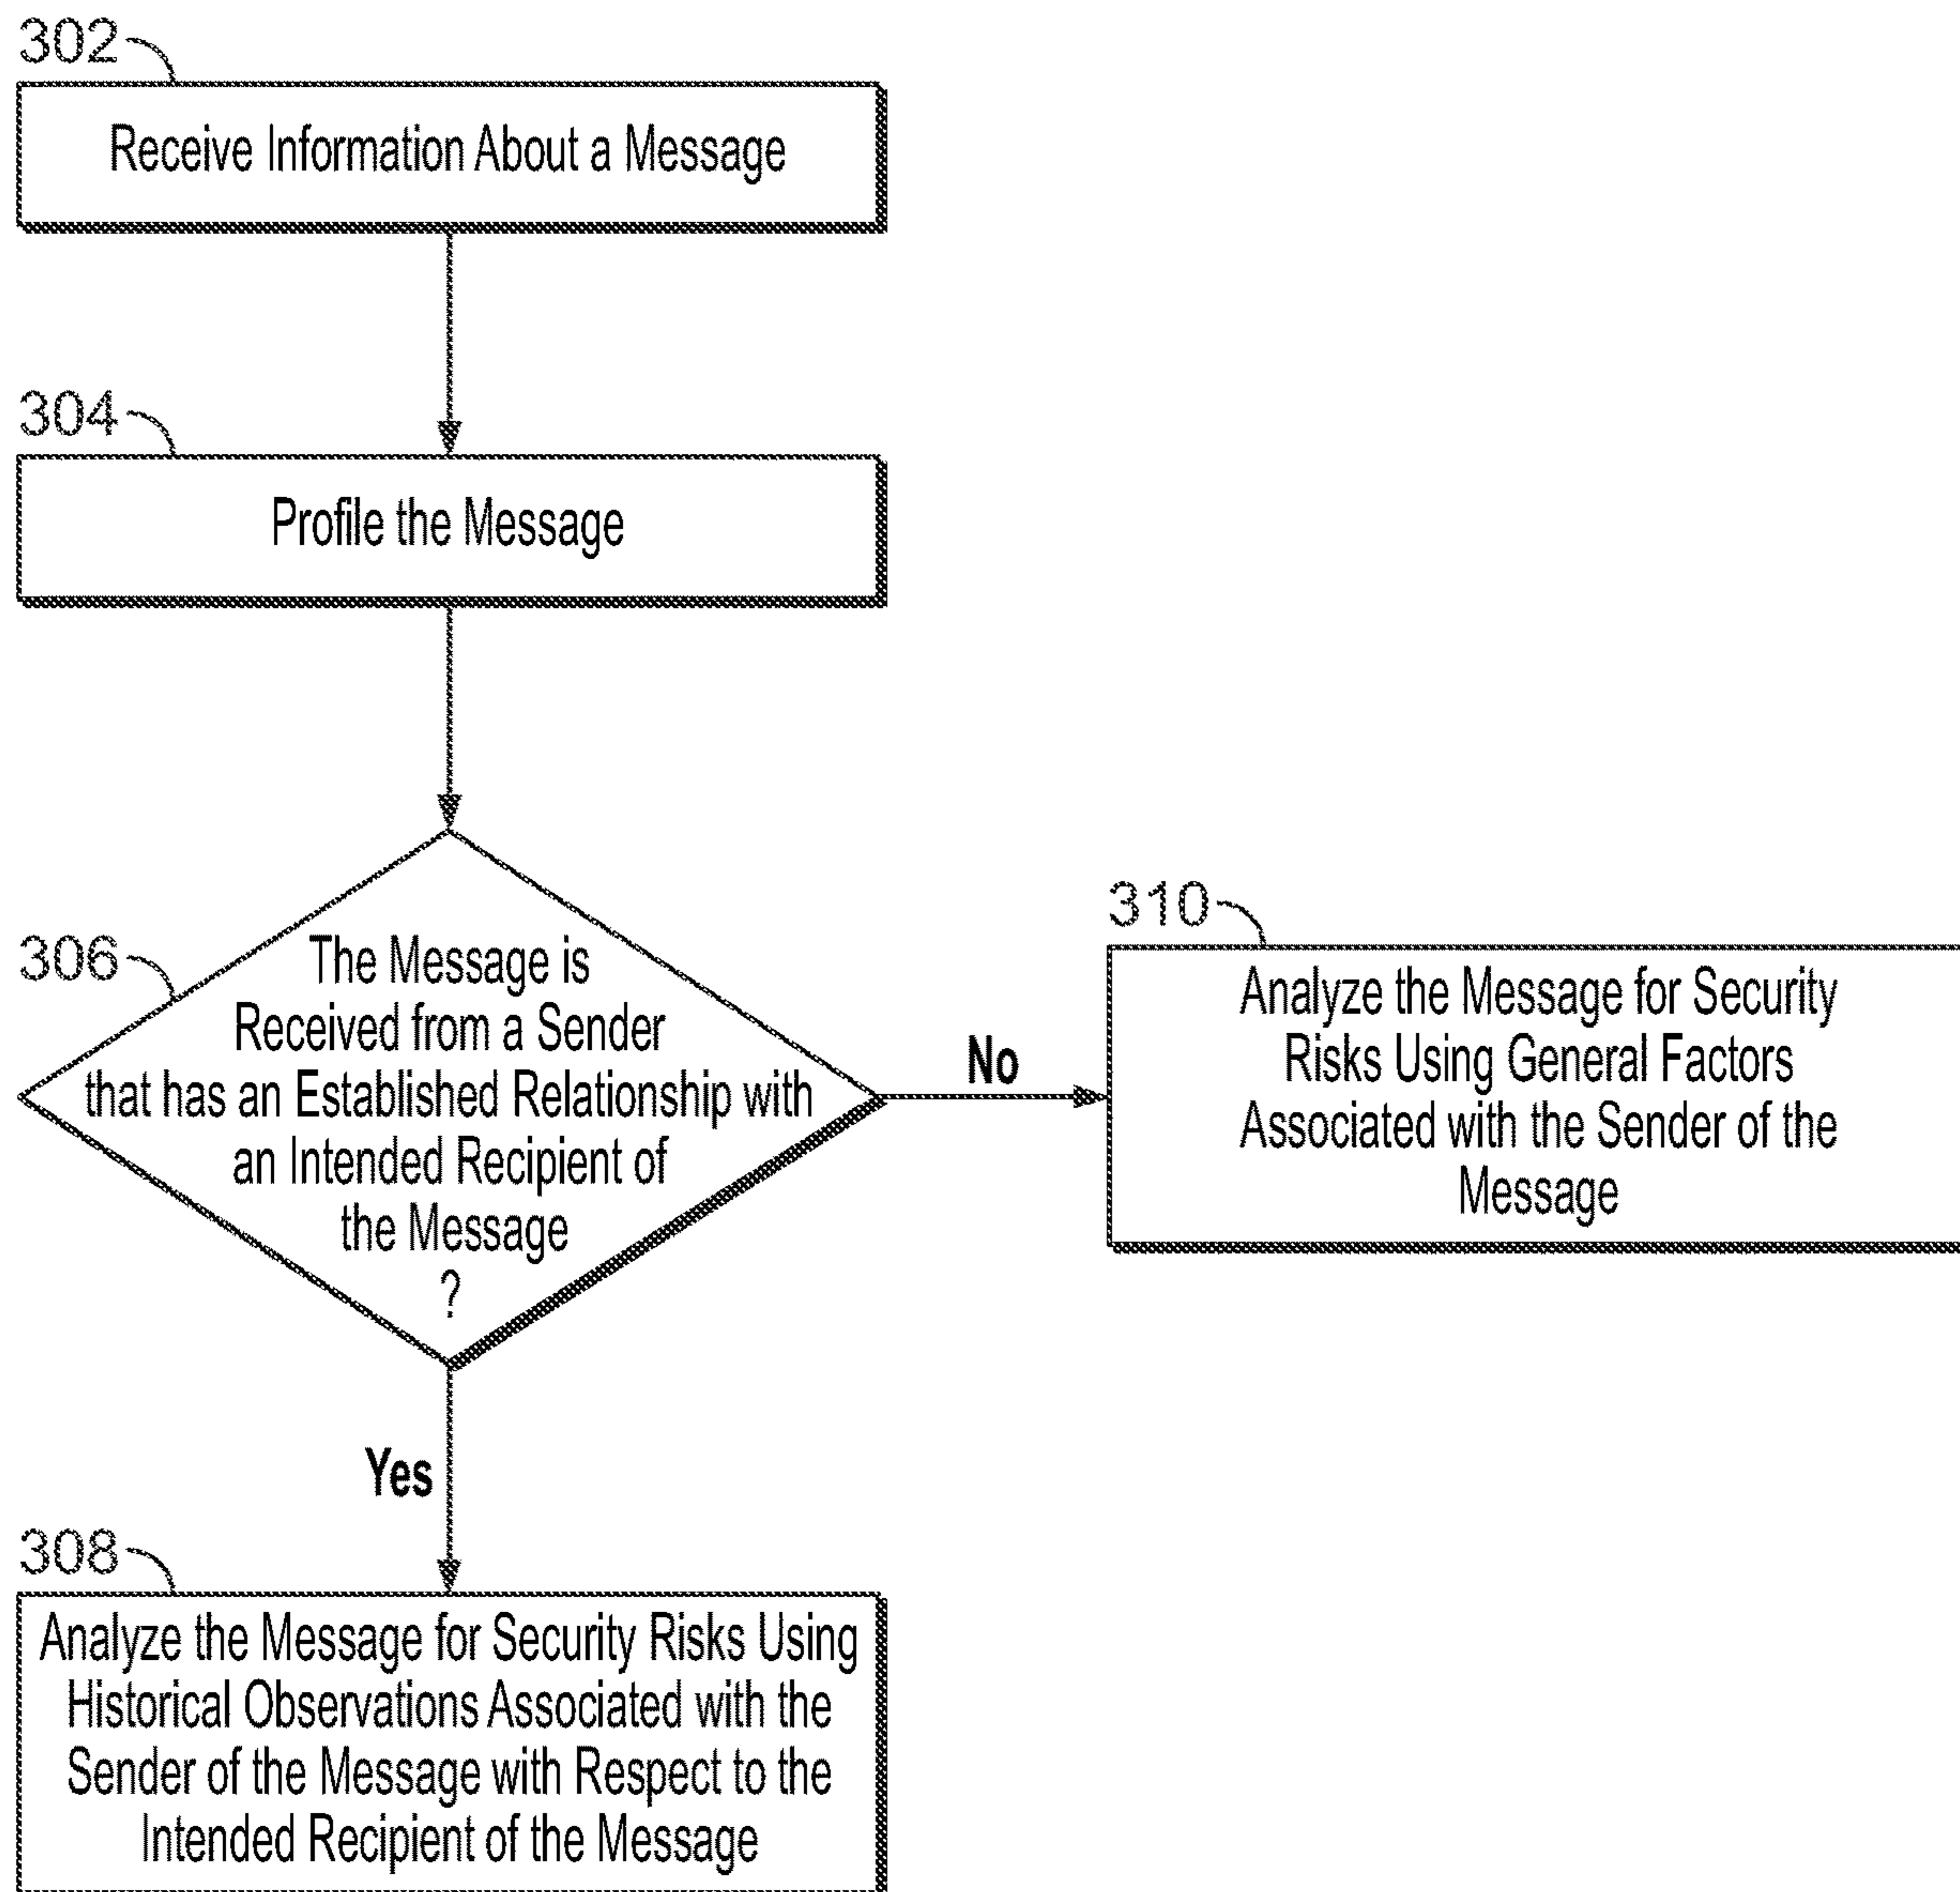 302
Receive Information About a Message
304
Profile the Message
306
The Message is
Received from a Sender
that has an Established Relationship with
an Intended Recipient of
the Message
?
No
310
Analyze the Message for Security
Risks Using General Factors
Associated with the Sender of the
Message
Yes
308
Analyze the Message for Security Risks Using
Historical Observations Associated with the
Sender of the Message with Respect to the
Intended Recipient of the Message